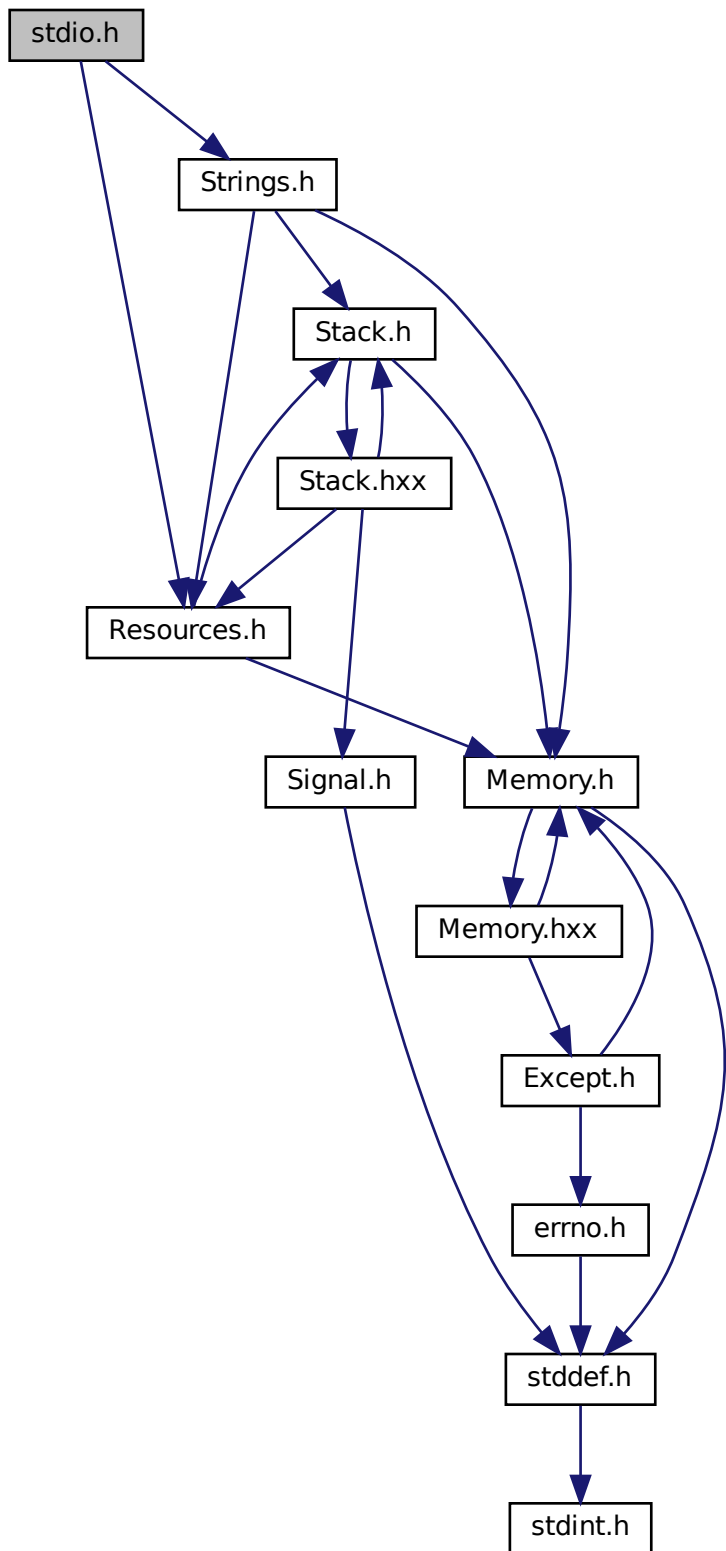 stdio.h
Strings.h
Stack.h
Stack.hxx
Resources.h
Signal.h
Memory.h
Memory.hxx
Except.h
errno.h
stddef.h
stdint.h